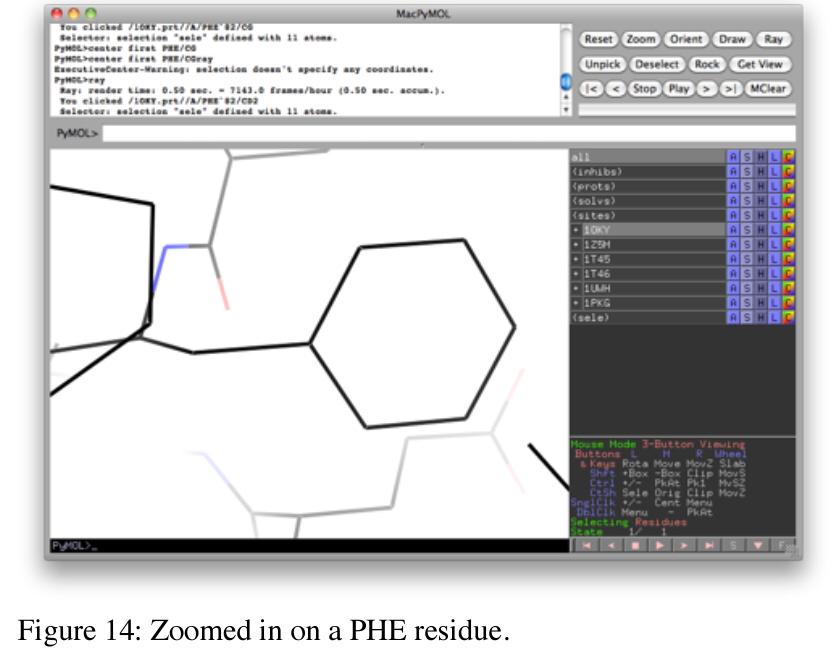 MacPyMOL
You clicked /1OKY.prt//A/PHE`82/CG
Selector: selection "sele" defined with 11 atoms.
PyMOL>center first PHE/CG
PyMOL>center first PHE/CGray
ExecutiveCenter-Warning: selection doesn't specify any coordinates.
PyMOL>ray
Ray: render time: 0.50 sec. = 7143.0 frames/hour (0.50 sec. accum.).
You clicked /1OKY.prt//A/PHE`82/CD2
Selector: selection "sele" defined with 11 atoms.
Reset Zoom Orient Draw Ray
Unpick Deselect Rock Get View
|< < Stop Play > >| MClear
PyMOL>
all A S H L C
(inhibs) A S H L C
(prots) A S H L C
(solvs) A S H L C
(sites) A S H L C
+ 1OKY A S H L C
+ 1Z5M A S H L C
+ 1T45 A S H L C
+ 1T46 A S H L C
+ 1UWH A S H L C
+ 1PKG A S H L C
(sele) A S H L C
Mouse Mode 3-Button Viewing
Buttons L M R Wheel
& Keys Rota Move MovZ Slab
Shft +Box -Box Clip MovS
Ctrl +/- PkAt Pk1 MvSZ
CtSh Sele Orig Clip MovZ
SnglClk +/- Cent Menu
DblClk Menu - PkAt
Selecting Residues
State 1/ 1
PyMOL>_
S F
Figure 14: Zoomed in on a PHE residue.